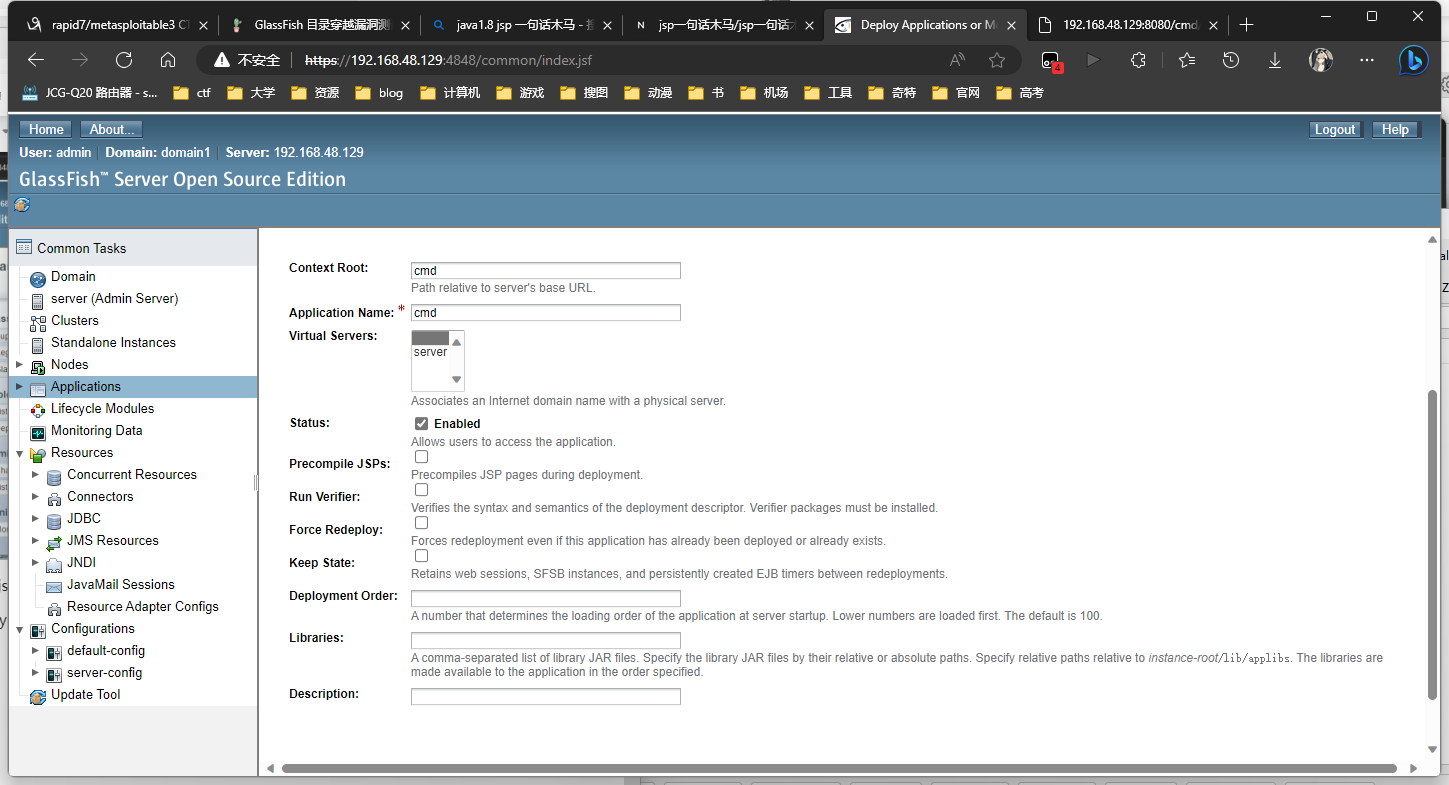 rapid7/metasploitable3 CT
GlassFish 目录穿越漏洞测
java1.8 jsp 一句话木马 -
jsp一句话木马/jsp一句话
Deploy Applications or Mo
192.168.48.129:8080/cmd
不安全
https://192.168.48.129:4848/common/index.jsf
4
JCG-Q20 路由器 - s...
ctf
大学
资源
blog
计算机
游戏
搜图
动漫
书
机场
工具
奇特
官网
高考
Home
About...
Logout
Help
User: admin
Domain: domain1
Server: 192.168.48.129
GlassFish™ Server Open Source Edition
Common Tasks
Domain
server (Admin Server)
Clusters
Standalone Instances
Nodes
Applications
Lifecycle Modules
Monitoring Data
Resources
Concurrent Resources
Connectors
JDBC
JMS Resources
JNDI
JavaMail Sessions
Resource Adapter Configs
Configurations
default-config
server-config
Update Tool
Context Root:
cmd
Path relative to server's base URL.
Application Name: *
cmd
Virtual Servers:
server
Associates an Internet domain name with a physical server.
Status:
Enabled
Allows users to access the application.
Precompile JSPs:
Precompiles JSP pages during deployment.
Run Verifier:
Verifies the syntax and semantics of the deployment descriptor. Verifier packages must be installed.
Force Redeploy:
Forces redeployment even if this application has already been deployed or already exists.
Keep State:
Retains web sessions, SFSB instances, and persistently created EJB timers between redeployments.
Deployment Order:
A number that determines the loading order of the application at server startup. Lower numbers are loaded first. The default is 100.
Libraries:
A comma-separated list of library JAR files. Specify the library JAR files by their relative or absolute paths. Specify relative paths relative to instance-root/lib/applibs. The libraries are
made available to the application in the order specified.
Description: